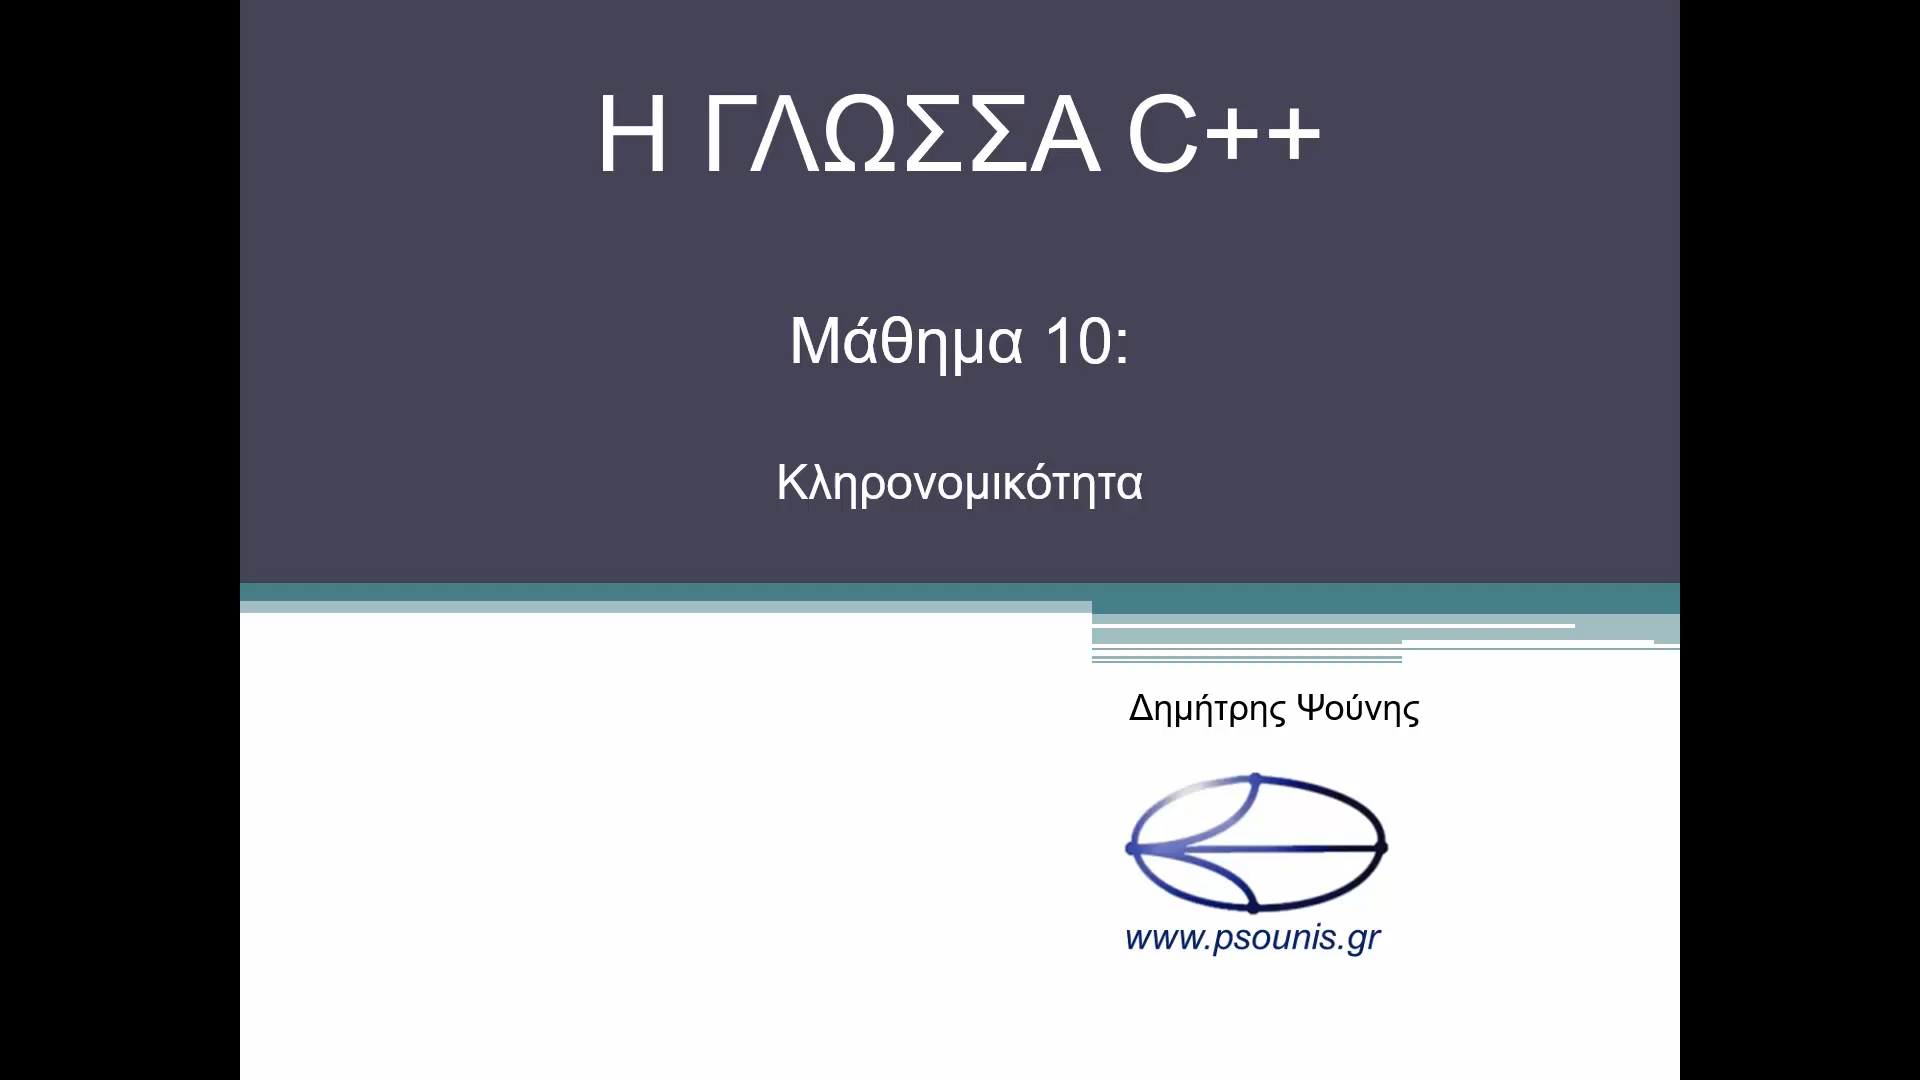 Η ΓΛΩΣΣΑ C++
Μάθημα 10:
Κληρονομικότητα
Δημήτρης Ψούνης
www.psounis.gr